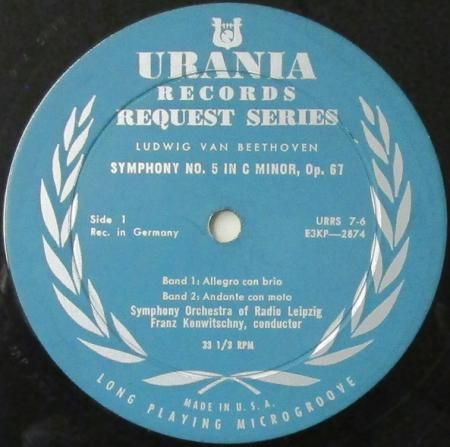 URANIA
RECORDS
REQUEST SERIES
LUDWIG VAN BEETHOVEN
SYMPHONY NO. 5 IN C MINOR, Op. 67
Side 1
Rec. in Germany
URRS 7-6
E3KP—2874
Band 1: Allegro con brio
Band 2: Andante con moto
Symphony Orchestra of Radio Leipzig
Franz Konwitschny, conductor
33 1/3 RPM
MADE IN U. S. A.
LONG PLAYING MICROGROOVE